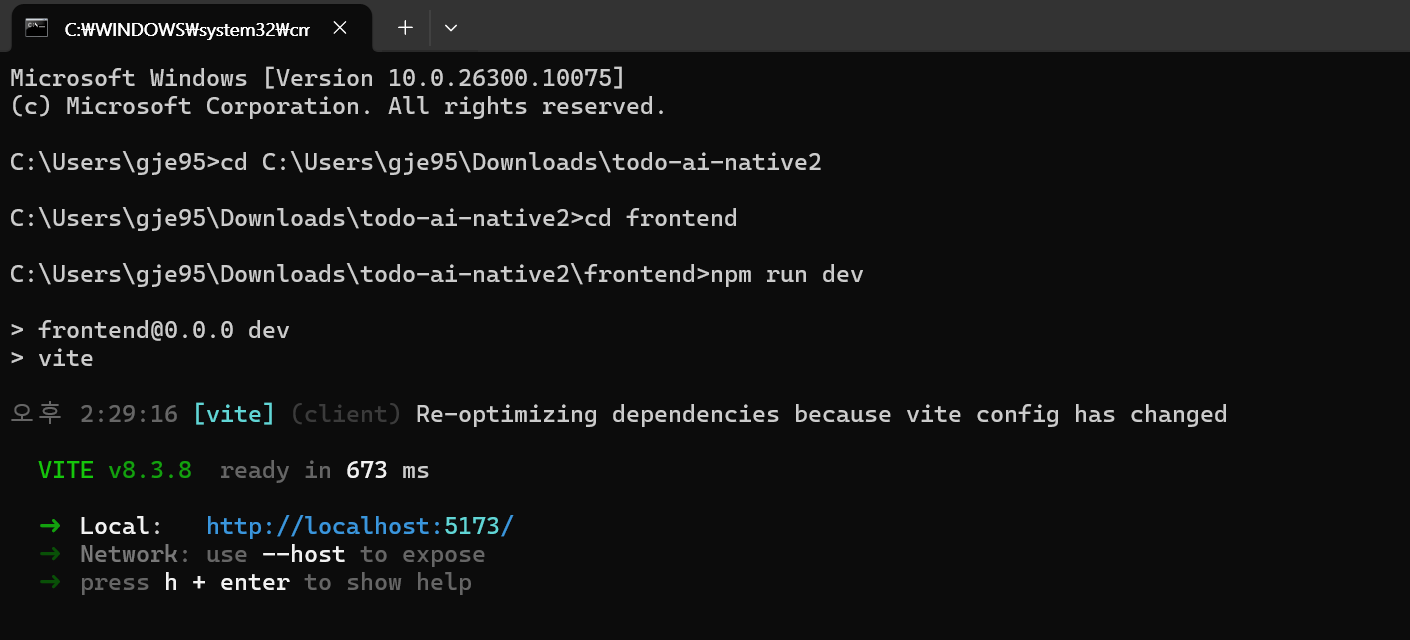 C:₩WINDOWS₩system32₩cm
Microsoft Windows [Version 10.0.26300.10075]
(c) Microsoft Corporation. All rights reserved.
C:\Users\gje95>cd C:\Users\gje95\Downloads\todo-ai-native2
C:\Users\gje95\Downloads\todo-ai-native2>cd frontend
C:\Users\gje95\Downloads\todo-ai-native2\frontend>npm run dev
> frontend@0.0.0 dev
> vite
오후 2:29:16 [vite] (client) Re-optimizing dependencies because vite config has changed
VITE v8.3.8 ready in 673 ms
➜ Local: http://localhost:5173/
➜ Network: use --host to expose
➜ press h + enter to show help